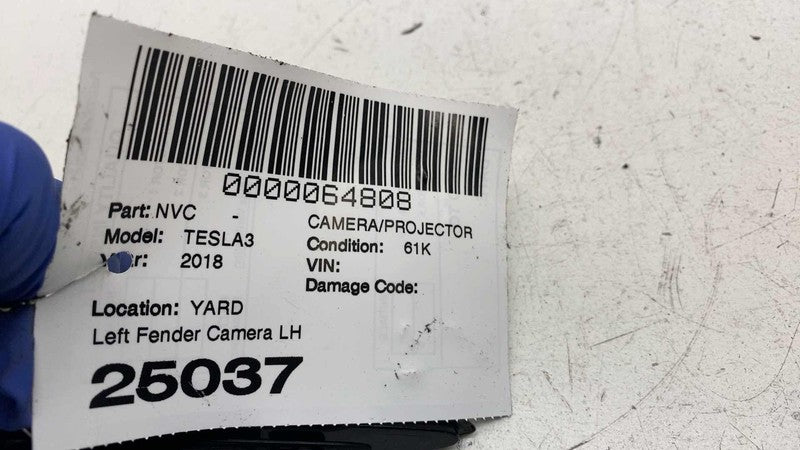 0000064808
Part: NVC - CAMERA/PROJECTOR
Model: TESLA3 Condition: 61K
2018 VIN:
Damage Code:
Location: YARD
Left Fender Camera LH
25037